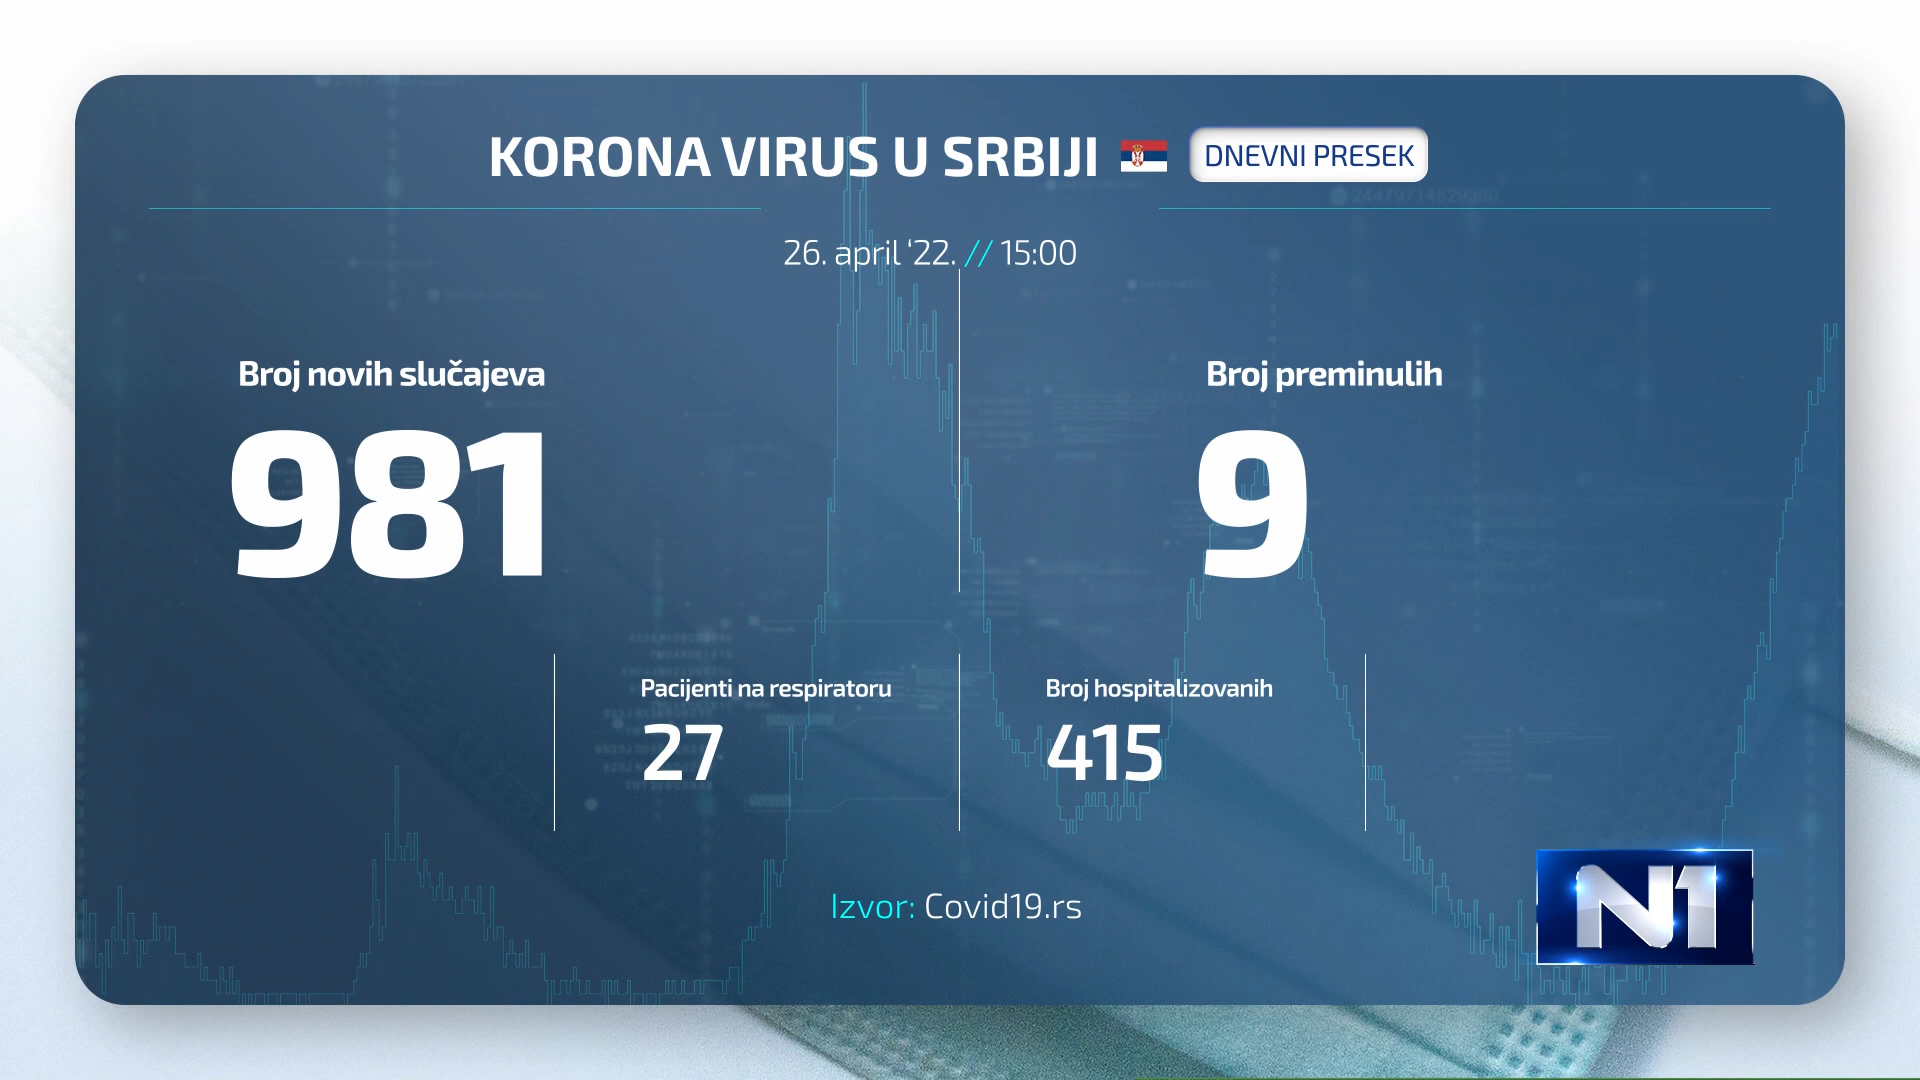 KORONA VIRUS U SRBIJI DNEVNI PRESEK
26. april ‘22. // 15:00
Broj novih slučajeva
981
Broj preminulih
9
Pacijenti na respiratoru
27
Broj hospitalizovanih
415
Izvor: Covid19.rs
N1